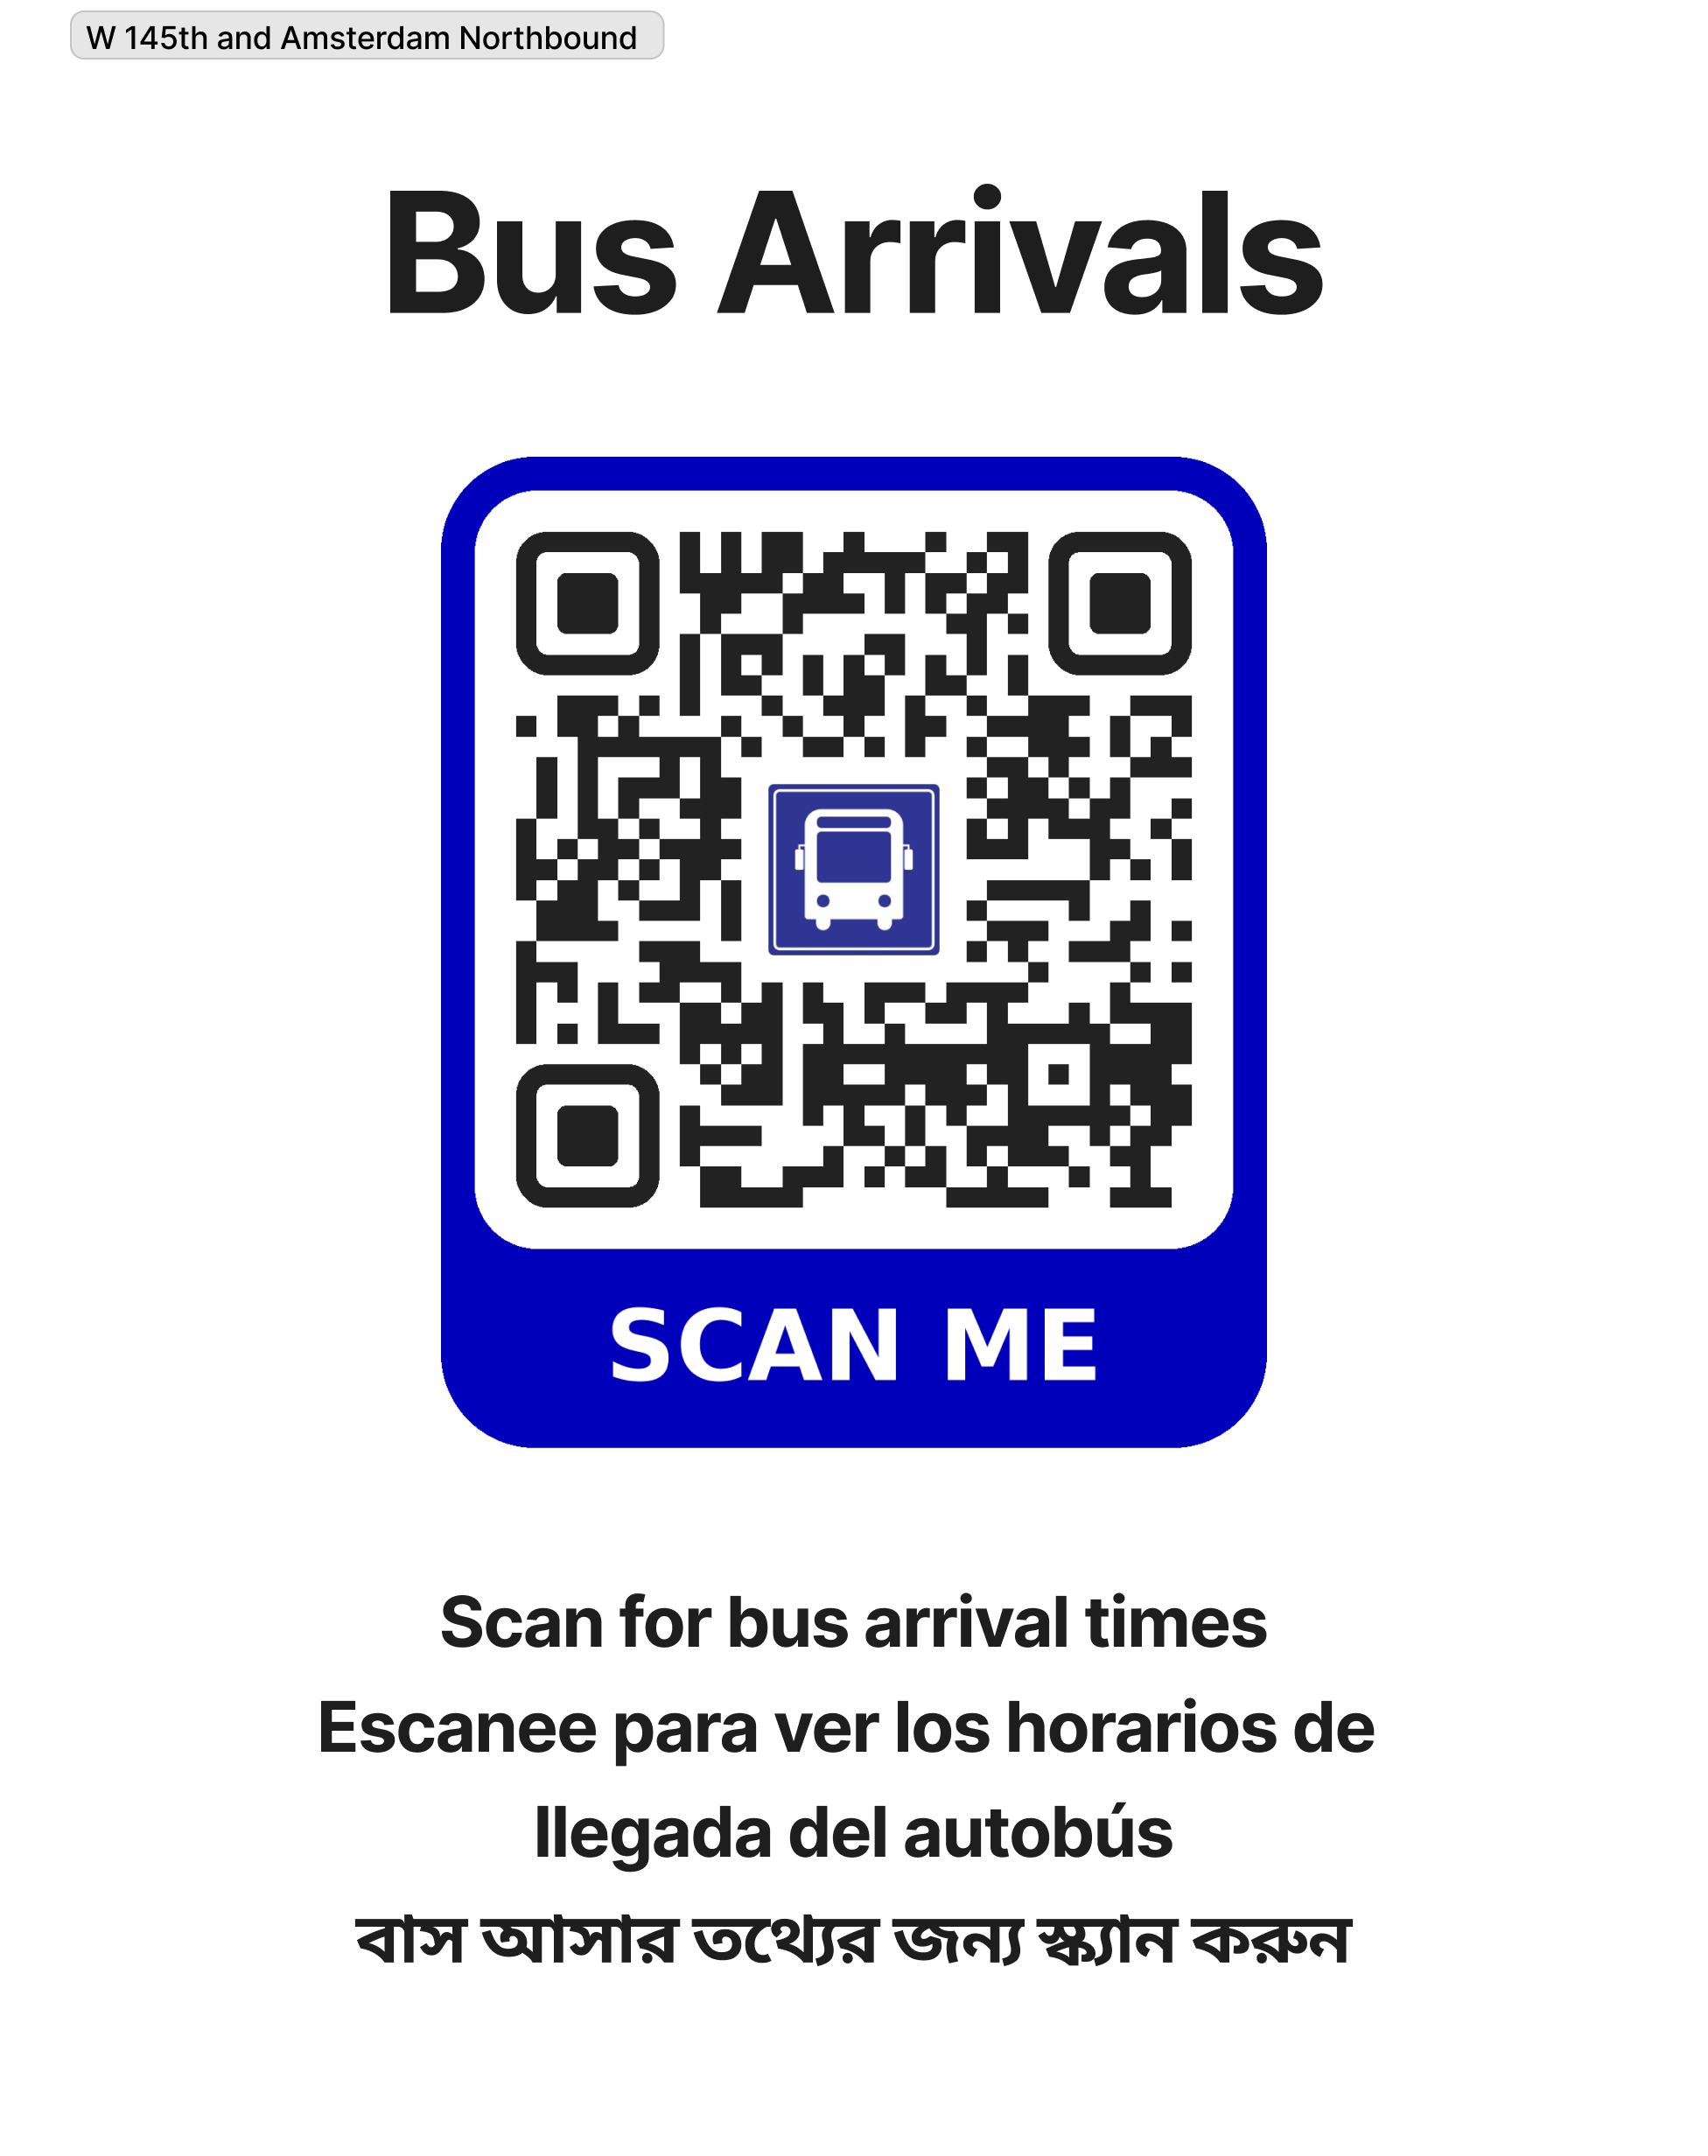 W 145th and Amsterdam Northbound
Bus Arrivals
SCAN ME
Scan for bus arrival times
Escanee para ver los horarios de
llegada del autobús
বাস আসার তথ্যের জন্য স্ক্যান করুন